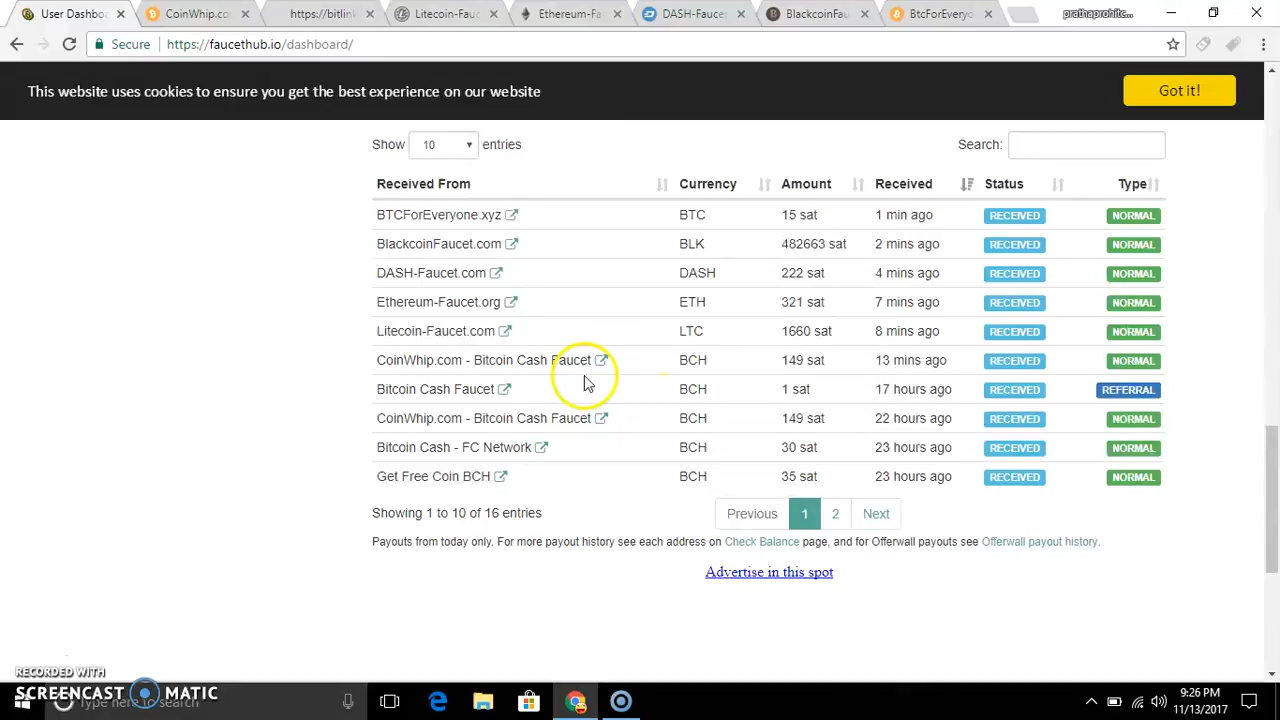 User Dashbo
CoinWhip.com
https://bitlink
Litecoin-Fauc
Ethereum-Fau
DASH-Faucet
BlackcoinFau
BtcForEveryo
prathaprohitc...
Secure
https://faucethub.io/dashboard/
This website uses cookies to ensure you get the best experience on our website
Got it!
Show 10 entries
Search:
Received From Currency Amount Received Status Type
BTCForEveryone.xyz BTC 15 sat 1 min ago RECEIVED NORMAL
BlackcoinFaucet.com BLK 482663 sat 2 mins ago RECEIVED NORMAL
DASH-Faucet.com DASH 222 sat 4 mins ago RECEIVED NORMAL
Ethereum-Faucet.org ETH 321 sat 7 mins ago RECEIVED NORMAL
Litecoin-Faucet.com LTC 1660 sat 8 mins ago RECEIVED NORMAL
CoinWhip.com - Bitcoin Cash Faucet BCH 149 sat 13 mins ago RECEIVED NORMAL
Bitcoin Cash Faucet BCH 1 sat 17 hours ago RECEIVED REFERRAL
CoinWhip.com - Bitcoin Cash Faucet BCH 149 sat 22 hours ago RECEIVED NORMAL
Bitcoin Cash - FC Network BCH 30 sat 23 hours ago RECEIVED NORMAL
Get Free Coin BCH BCH 35 sat 23 hours ago RECEIVED NORMAL
Showing 1 to 10 of 16 entries
Previous 1 2 Next
Payouts from today only. For more payout history see each address on Check Balance page, and for Offerwall payouts see Offerwall payout history.
Advertise in this spot
RECORDED WITH
SCREENCAST MATIC
Type here to search
9:26 PM
11/13/2017